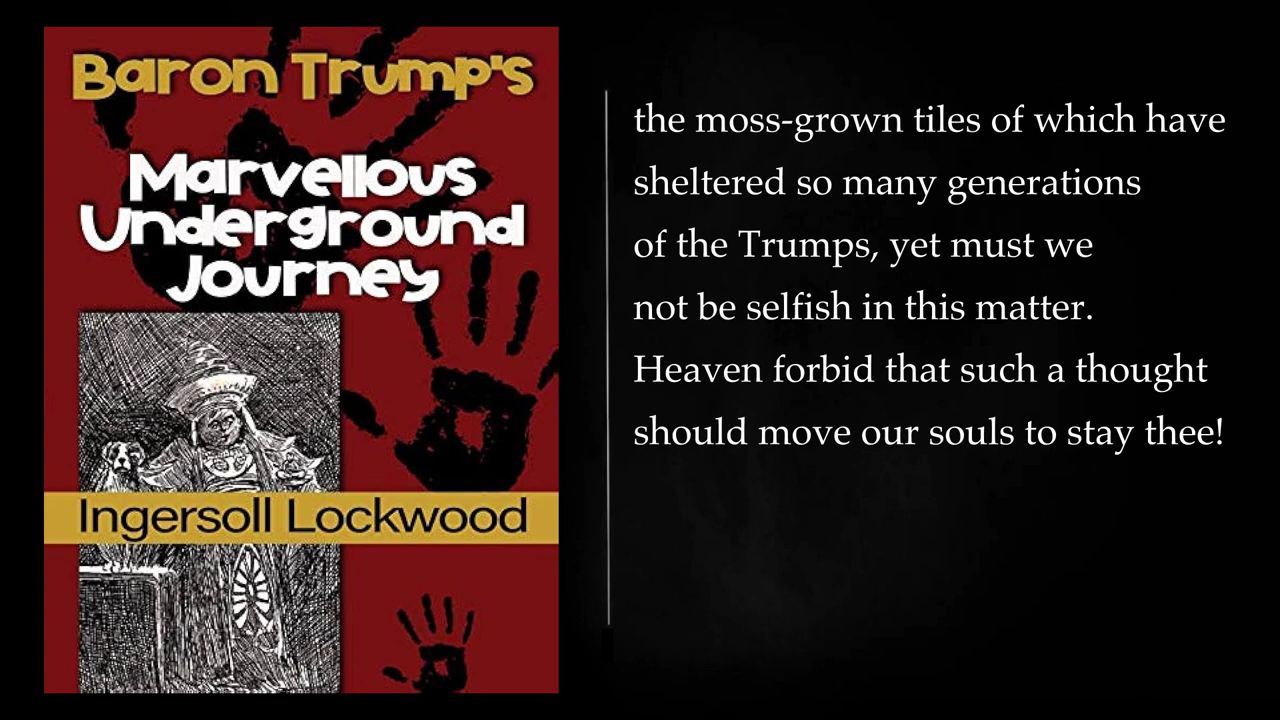 Baron Trump's
Marvellous
Underground
Journey
Ingersoll Lockwood
the moss-grown tiles of which have
sheltered so many generations
of the Trumps, yet must we
not be selfish in this matter.
Heaven forbid that such a thought
should move our souls to stay thee!